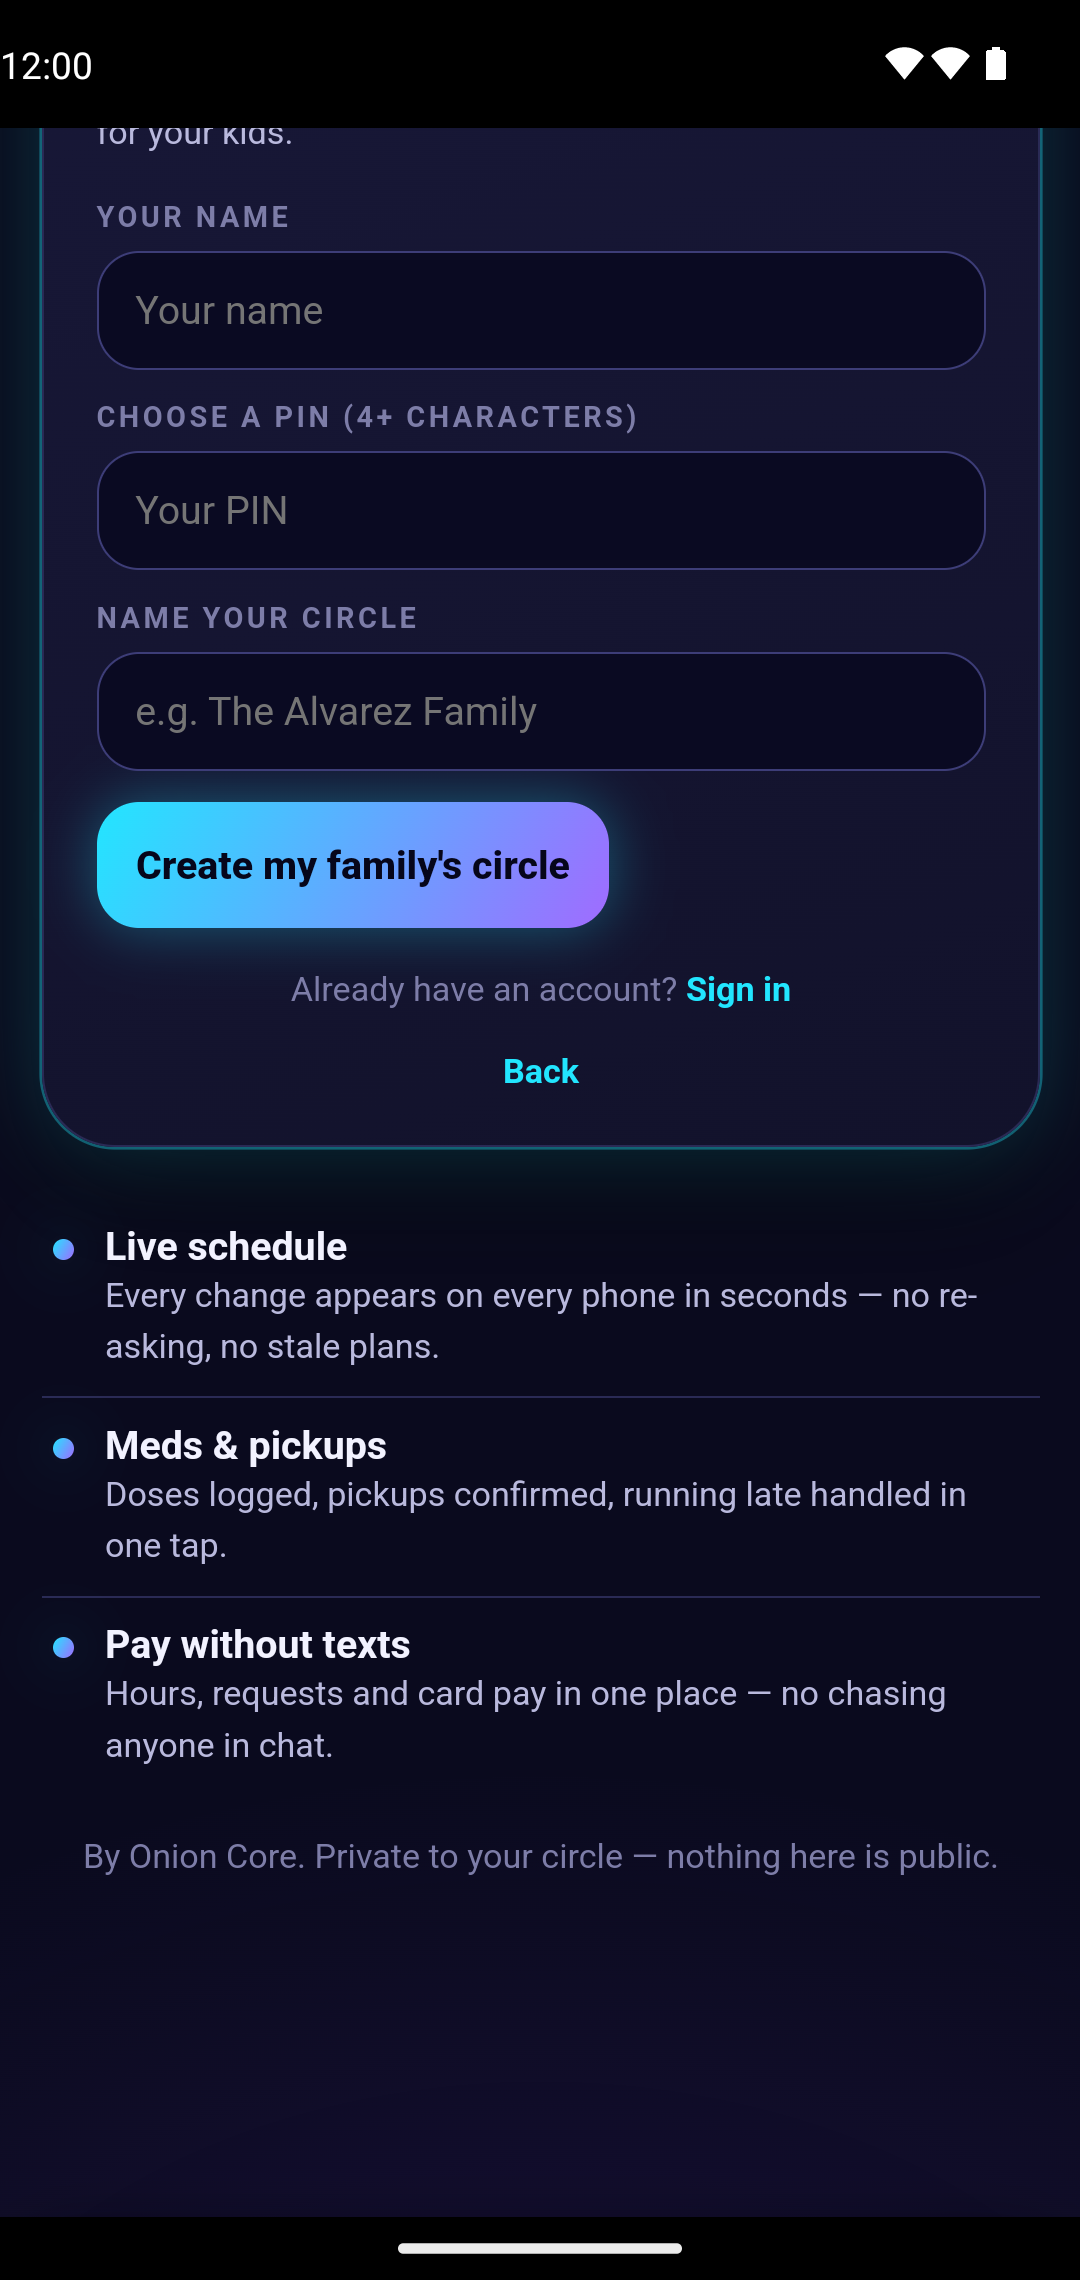 12:00
for your kids.
YOUR NAME
Your name
CHOOSE A PIN (4+ CHARACTERS)
Your PIN
NAME YOUR CIRCLE
e.g. The Alvarez Family
Create my family's circle
Already have an account? Sign in
Back
Live schedule
Every change appears on every phone in seconds — no re-
asking, no stale plans.
Meds & pickups
Doses logged, pickups confirmed, running late handled in
one tap.
Pay without texts
Hours, requests and card pay in one place — no chasing
anyone in chat.
By Onion Core. Private to your circle — nothing here is public.